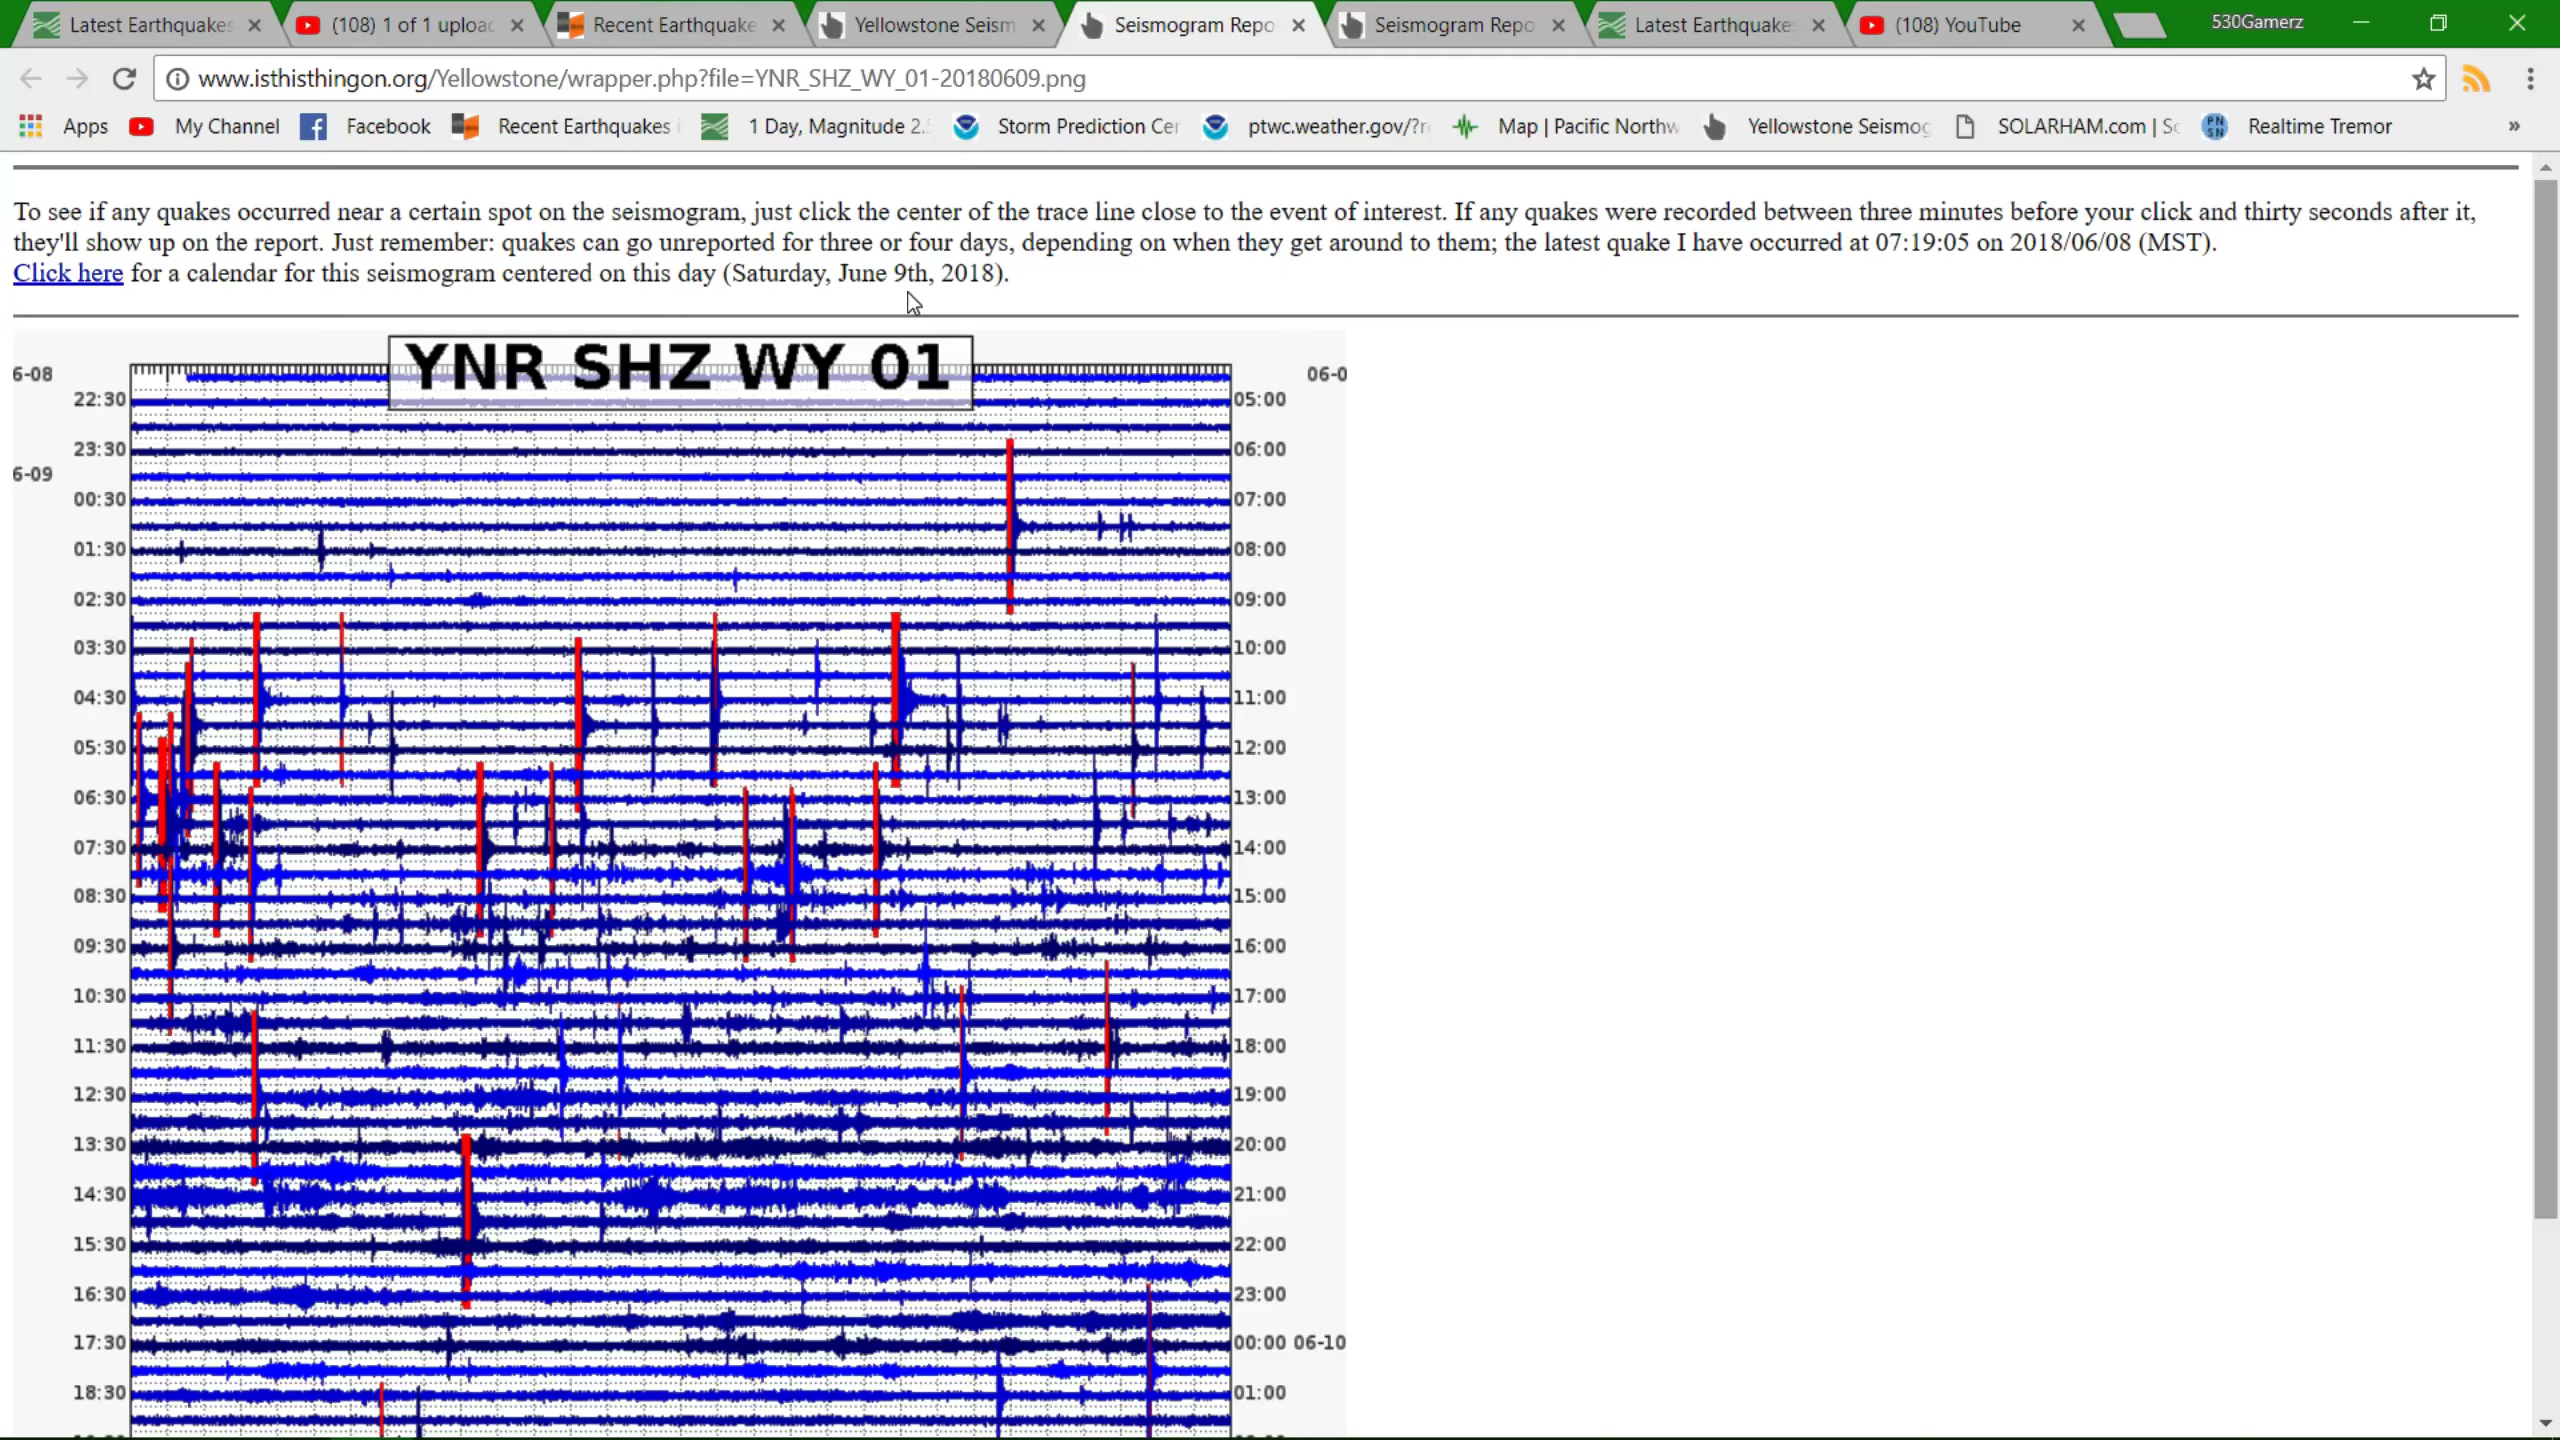 Latest Earthquakes
(108) 1 of 1 upload
Recent Earthquake
Yellowstone Seism
Seismogram Repo
Seismogram Repo
Latest Earthquakes
(108) YouTube
530Gamerz
www.isthisthingon.org/Yellowstone/wrapper.php?file=YNR_SHZ_WY_01-20180609.png
Apps
My Channel
Facebook
Recent Earthquakes i
1 Day, Magnitude 2.
Storm Prediction Cer
ptwc.weather.gov/?r
Map | Pacific Northw
Yellowstone Seismog
SOLARHAM.com | So
PN SN
Realtime Tremor
»
To see if any quakes occurred near a certain spot on the seismogram, just click the center of the trace line close to the event of interest. If any quakes were recorded between three minutes before your click and thirty seconds after it,
they'll show up on the report. Just remember: quakes can go unreported for three or four days, depending on when they get around to them; the latest quake I have occurred at 07:19:05 on 2018/06/08 (MST).
Click here for a calendar for this seismogram centered on this day (Saturday, June 9th, 2018).
YNR SHZ WY 01
6-08 06-0
22:30 05:00
23:30 06:00
6-09
00:30 07:00
01:30 08:00
02:30 09:00
03:30 10:00
04:30 11:00
05:30 12:00
06:30 13:00
07:30 14:00
08:30 15:00
09:30 16:00
10:30 17:00
11:30 18:00
12:30 19:00
13:30 20:00
14:30 21:00
15:30 22:00
16:30 23:00
17:30 00:00 06-10
18:30 01:00